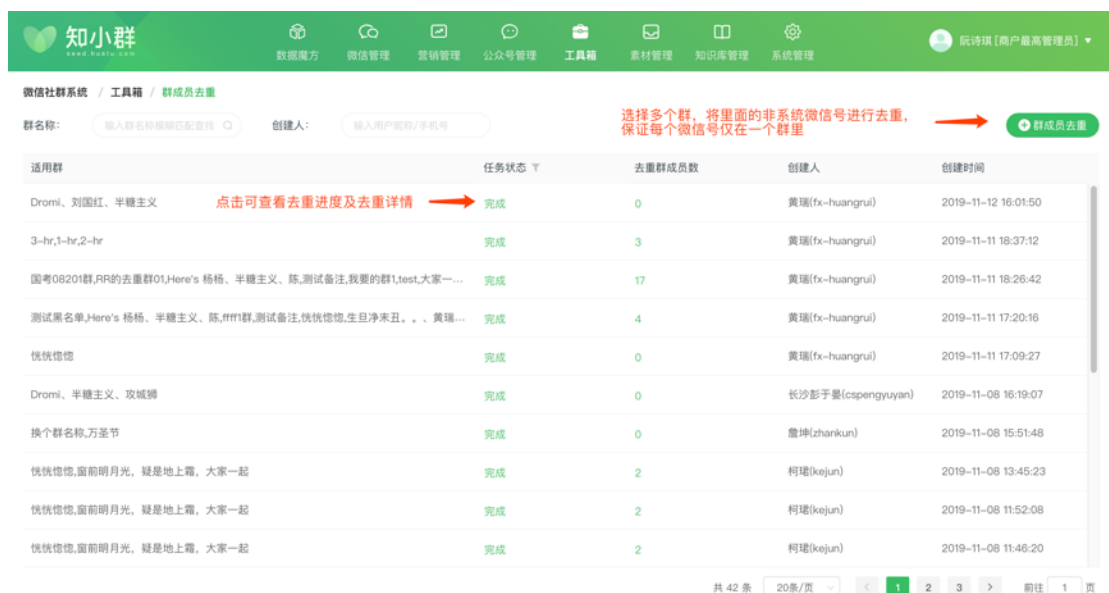 知小群
seed.huatu.com
数据魔方 微信管理 营销管理 公众号管理 工具箱 素材管理 知识库管理 系统管理
阮诗琪 [商户最高管理员]
微信社群系统 / 工具箱 / 群成员去重
群名称: 输入群名称模糊匹配查找 创建人: 输入用户昵称/手机号
选择多个群，将里面的非系统微信号进行去重，
保证每个微信号仅在一个群里
群成员去重
适用群 任务状态 去重群成员数 创建人 创建时间
Dromi、刘国红、半糖主义 完成 0 黄瑞(fx-huangrui) 2019-11-12 16:01:50
点击可查看去重进度及去重详情
3-hr,1-hr,2-hr 完成 3 黄瑞(fx-huangrui) 2019-11-11 18:37:12
国考08201群,RR的去重群01,Here's 杨杨、半糖主义、陈,测试备注,我要的群1,test,大家一... 完成 17 黄瑞(fx-huangrui) 2019-11-11 18:26:42
测试黑名单,Here's 杨杨、半糖主义、陈,ffff1群,测试备注,恍恍惚惚,生旦净末丑。。、黄瑞... 完成 4 黄瑞(fx-huangrui) 2019-11-11 17:20:16
恍恍惚惚 完成 0 黄瑞(fx-huangrui) 2019-11-11 17:09:27
Dromi、半糖主义、攻城狮 完成 0 长沙彭于晏(cspengyuyan) 2019-11-08 16:19:07
换个群名称,万圣节 完成 0 詹坤(zhankun) 2019-11-08 15:51:48
恍恍惚惚,窗前明月光，疑是地上霜，大家一起 完成 2 柯珺(kejun) 2019-11-08 13:45:23
恍恍惚惚,窗前明月光，疑是地上霜，大家一起 完成 2 柯珺(kejun) 2019-11-08 11:52:08
恍恍惚惚,窗前明月光，疑是地上霜，大家一起 完成 2 柯珺(kejun) 2019-11-08 11:46:20
共 42 条 20条/页 < 1 2 3 > 前往 1 页